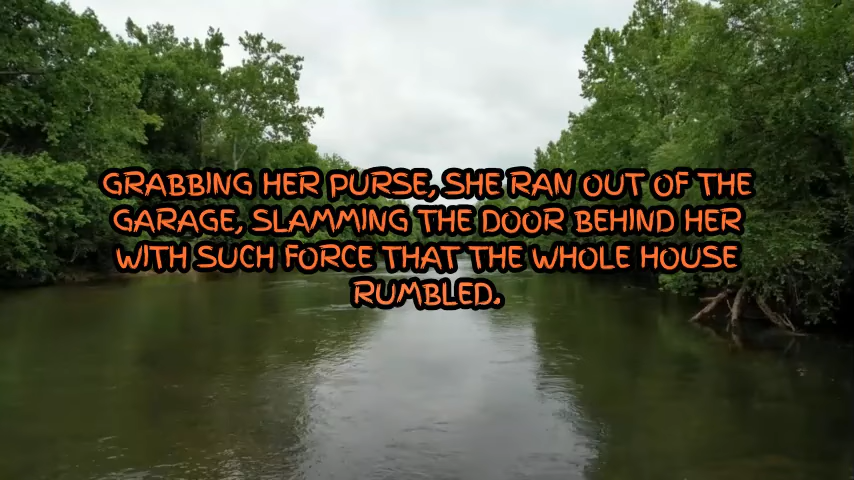 GRABBING HER PURSE, SHE RAN OUT OF THE
GARAGE, SLAMMING THE DOOR BEHIND HER
WITH SUCH FORCE THAT THE WHOLE HOUSE
RUMBLED.